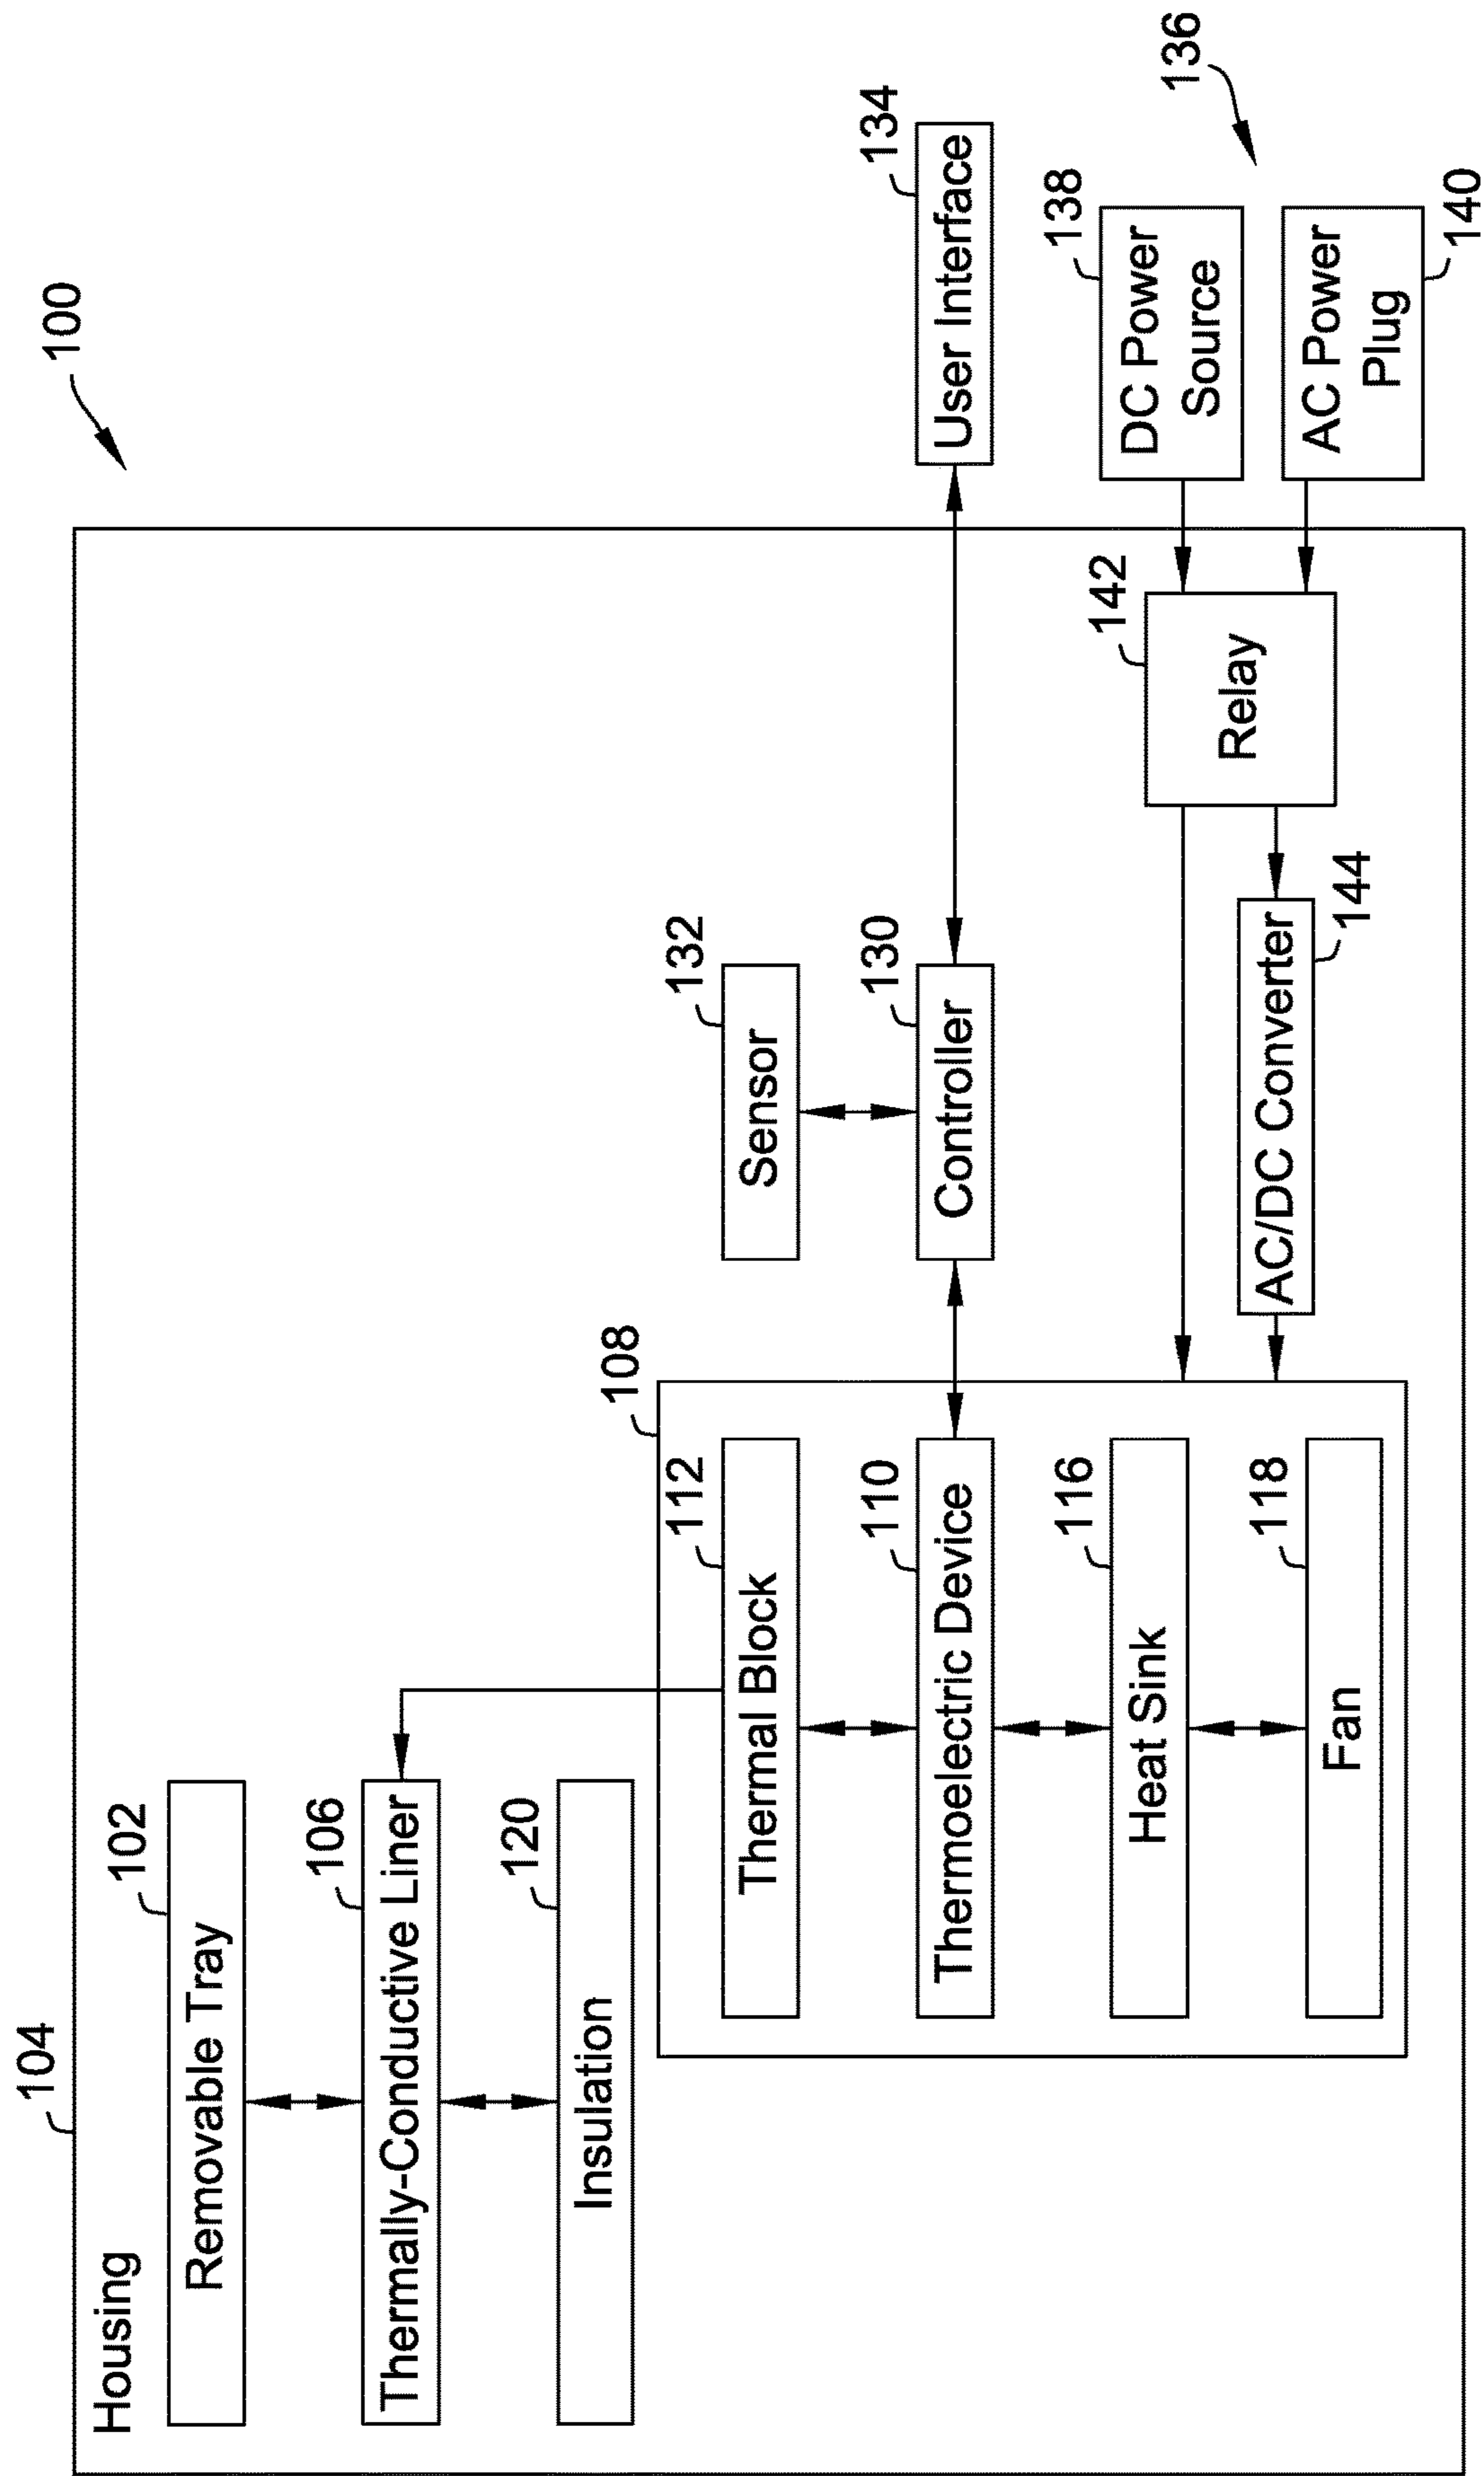 100
104
Housing
102
Removable Tray
106
Thermally-Conductive Liner
120
Insulation
108
112
Thermal Block
110
Thermoelectric Device
116
Heat Sink
118
Fan
132
Sensor
130
Controller
134
User Interface
136
138
DC Power
Source
140
AC Power
Plug
142
Relay
144
AC/DC Converter